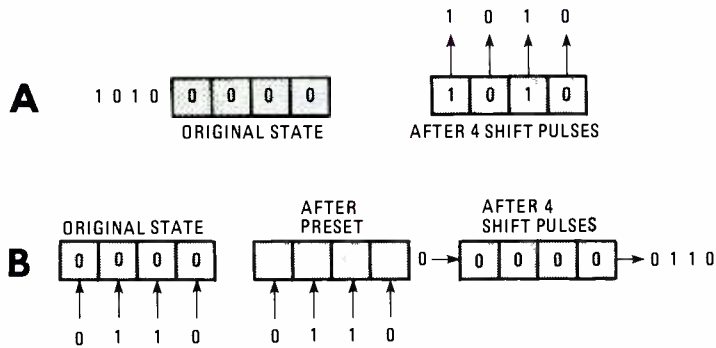 1 0 1 0
A
1 0 1 0 0 0 0 0
1 0 1 0
ORIGINAL STATE
AFTER 4 SHIFT PULSES
B
ORIGINAL STATE
0 0 0 0
0 1 1 0
AFTER
PRESET
0 1 1 0
AFTER 4
SHIFT PULSES
0 0 0 0 0 0 1 1 0